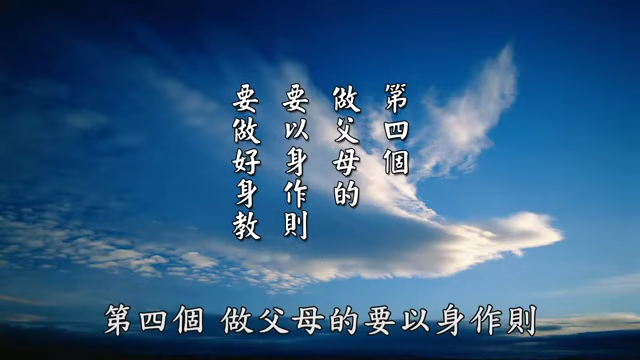 第四個
做父母的
要以身作則
要做好身教
第四個 做父母的要以身作則